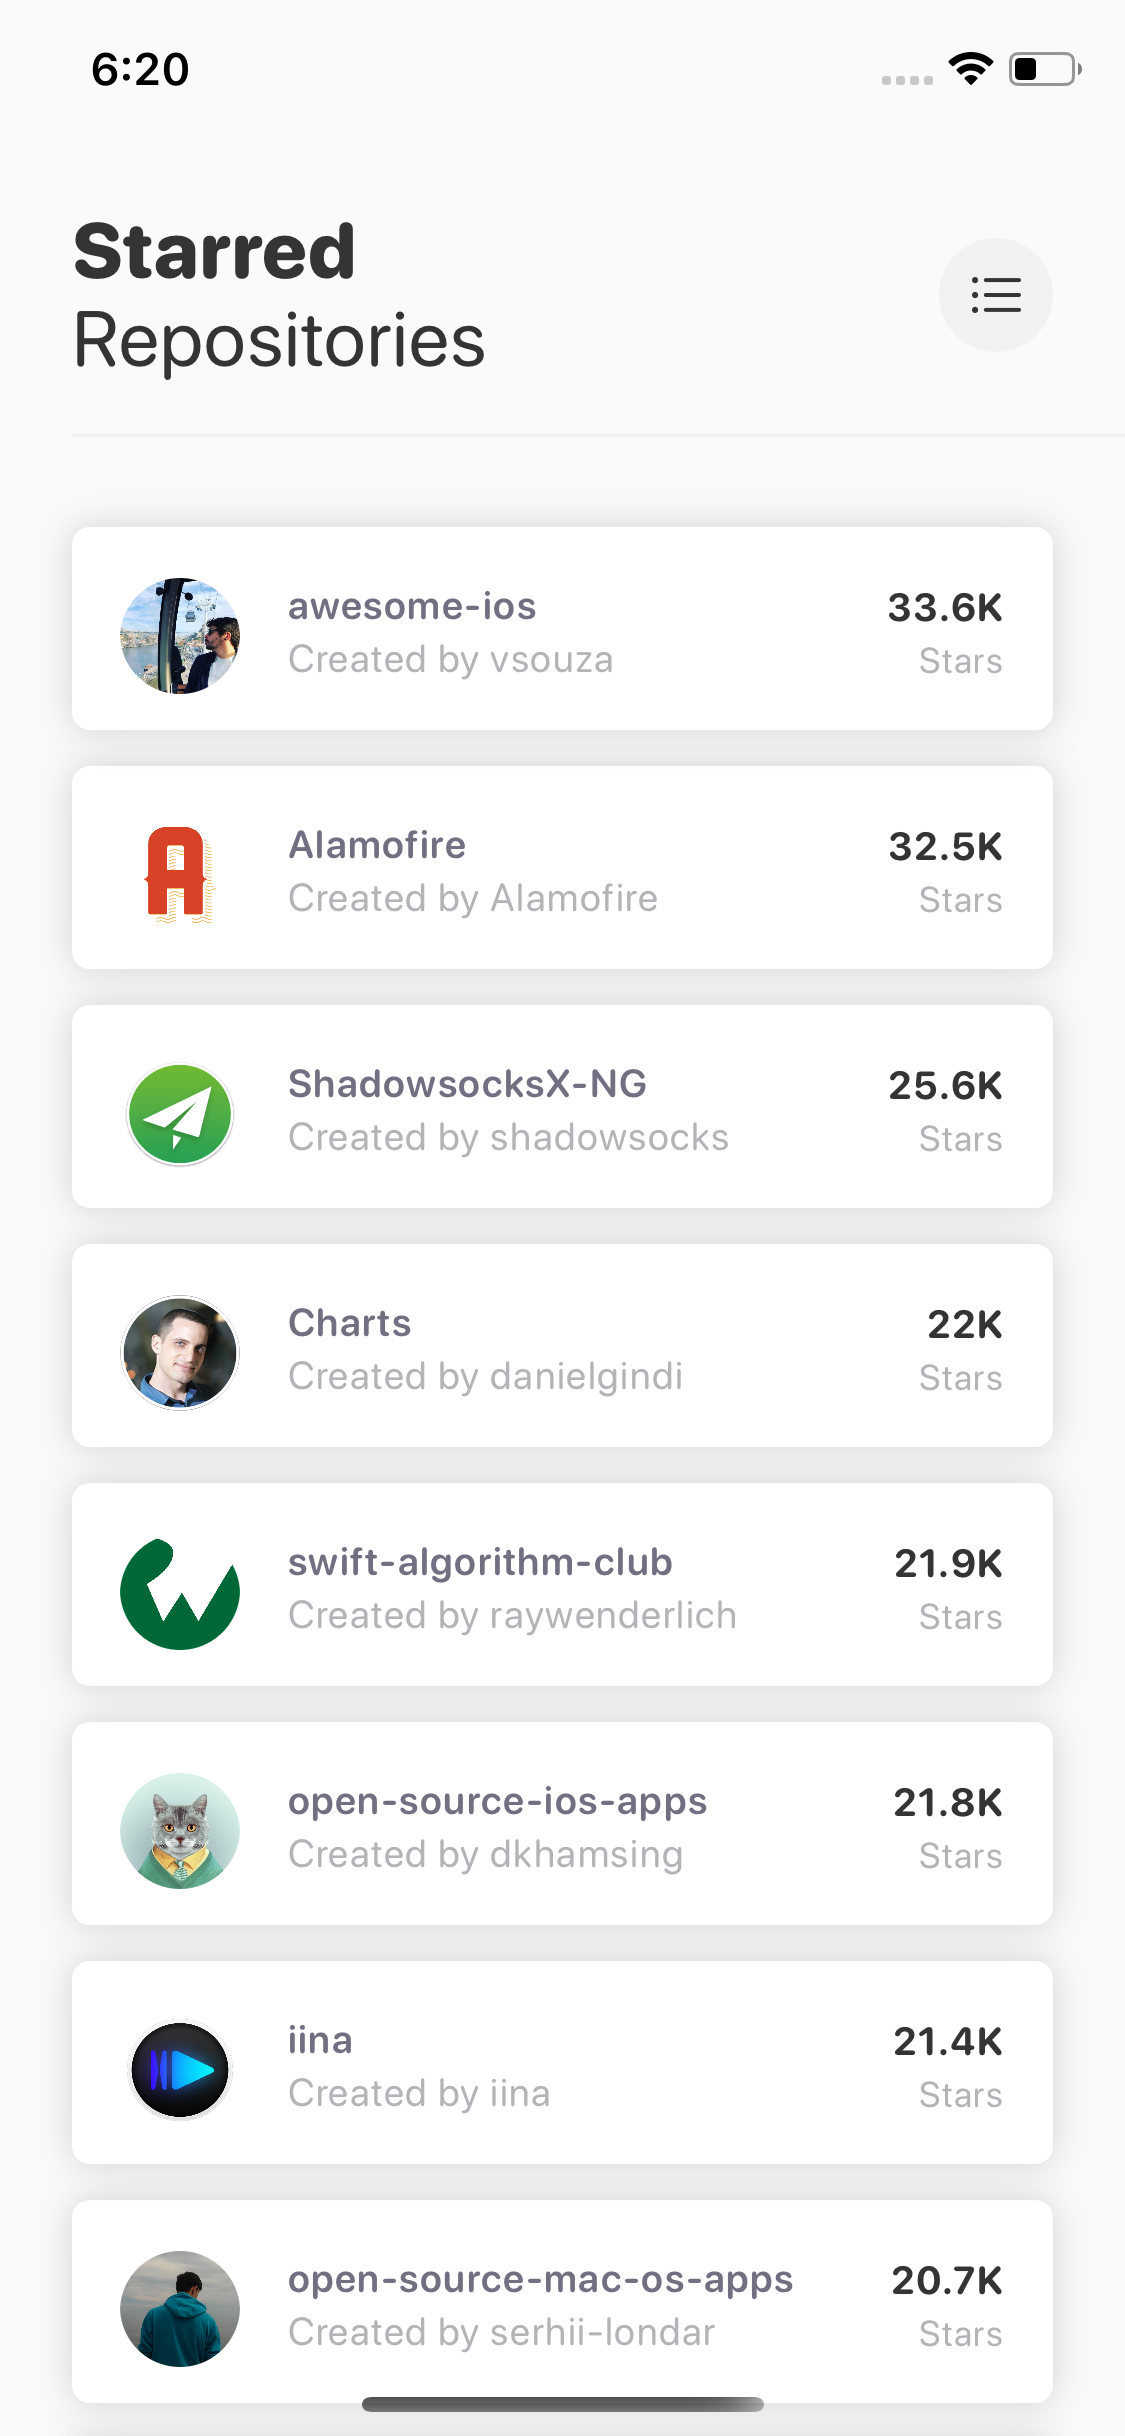 6:20
Starred
Repositories
awesome-ios
33.6K
Created by vsouza
Stars
Alamofire
32.5K
Created by Alamofire
Stars
ShadowsocksX-NG
25.6K
Created by shadowsocks
Stars
Charts
22K
Created by danielgindi
Stars
swift-algorithm-club
21.9K
Created by raywenderlich
Stars
open-source-ios-apps
21.8K
Created by dkhamsing
Stars
iina
21.4K
Created by iina
Stars
open-source-mac-os-apps
20.7K
Created by serhii-londar
Stars